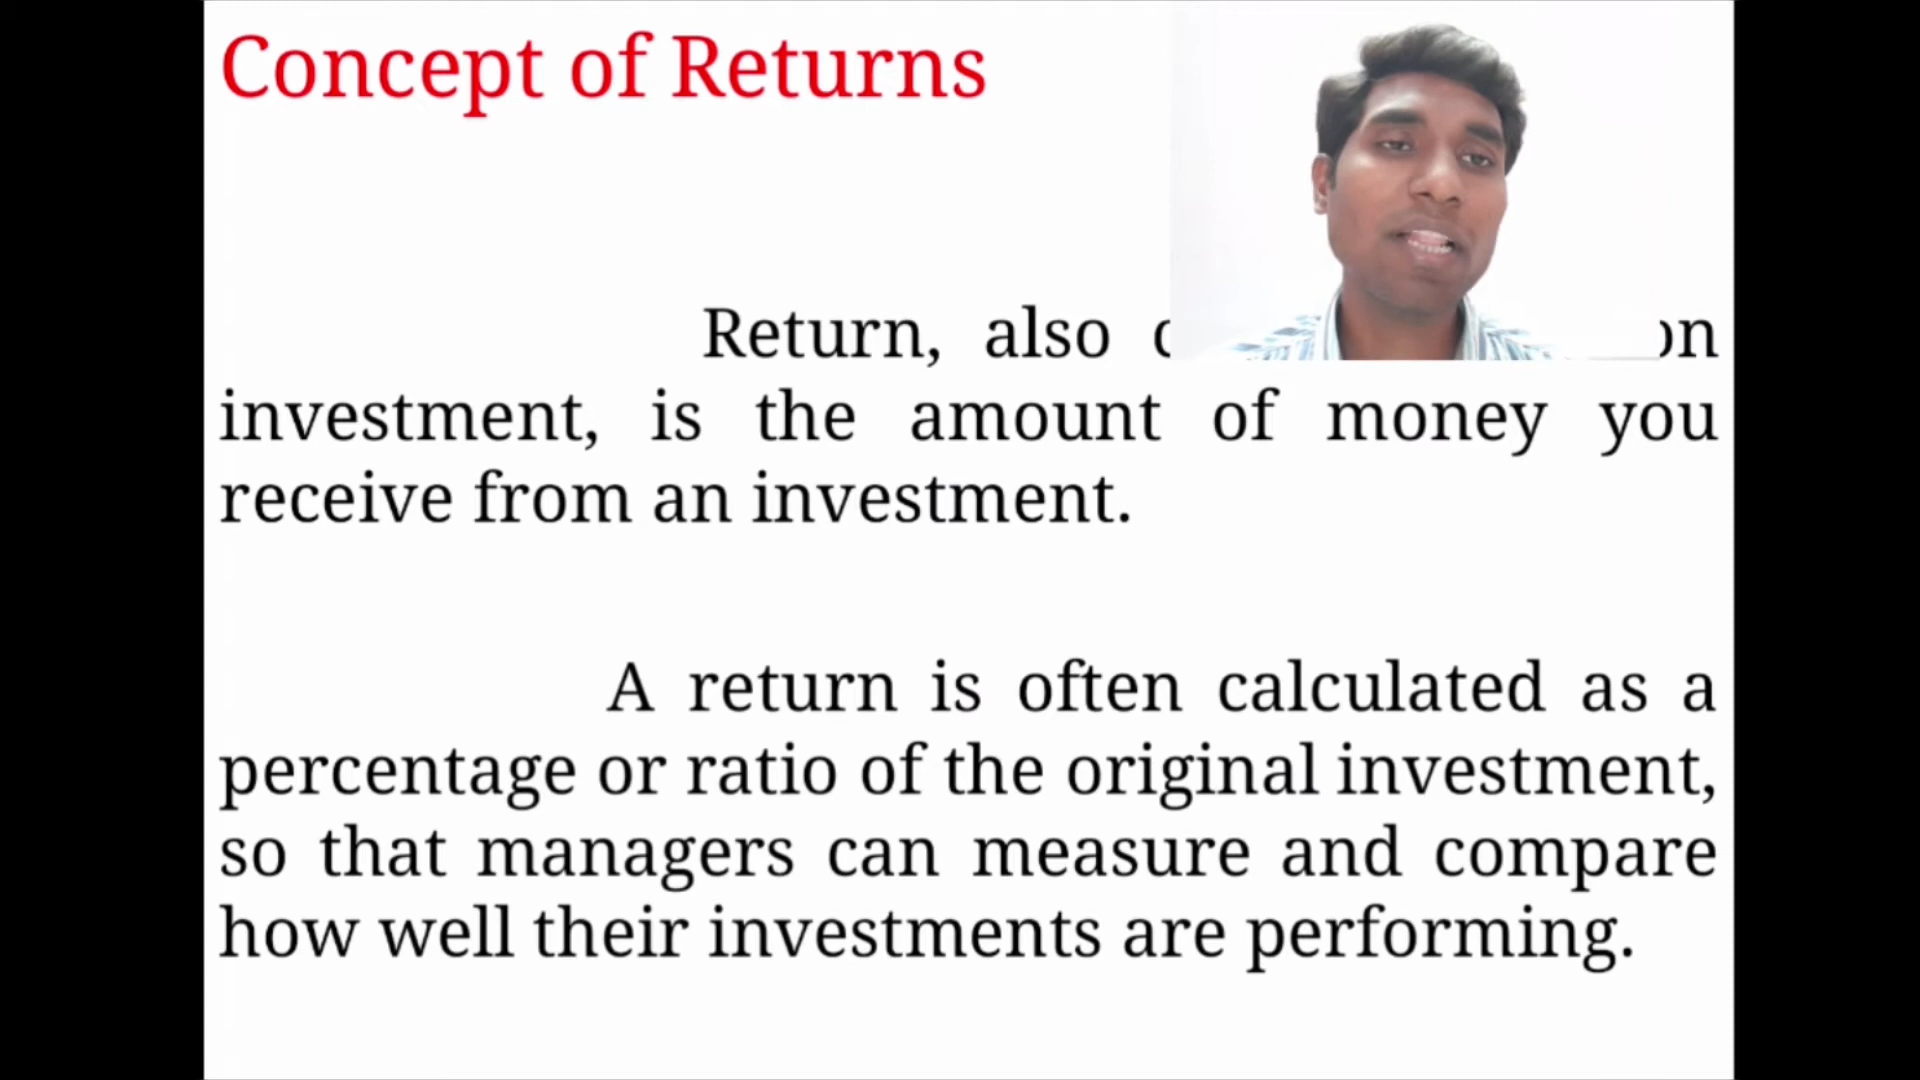 Concept of Returns
Return, also on
investment, is the amount of money you
receive from an investment.
A return is often calculated as a
percentage or ratio of the original investment,
so that managers can measure and compare
how well their investments are performing.